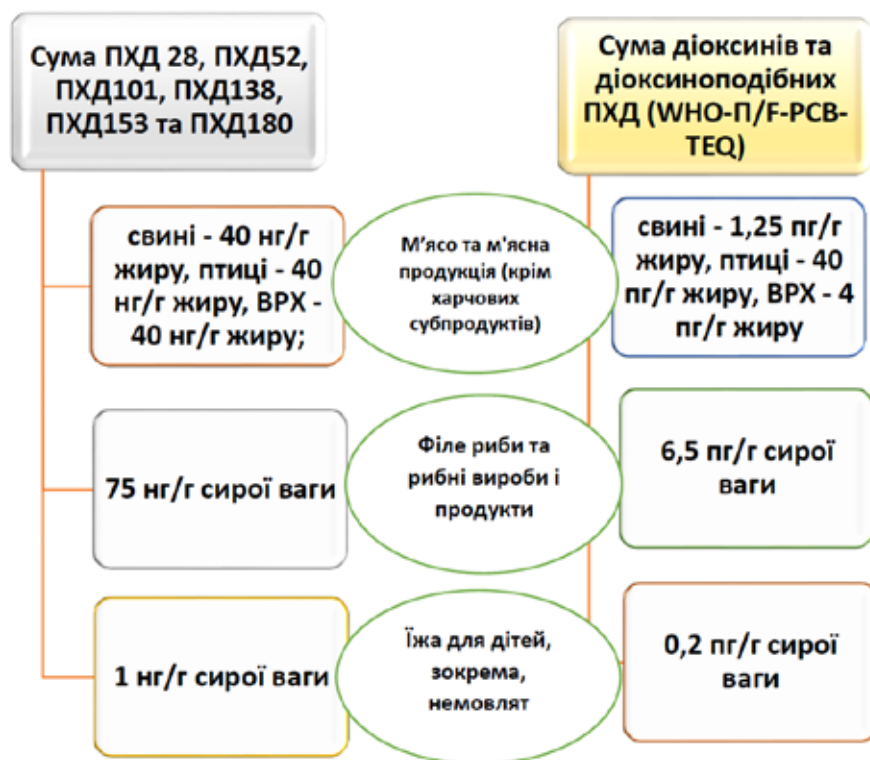 Сума ПХД 28, ПХД52,
ПХД101, ПХД138,
ПХД153 та ПХД180
Сума діоксинів та
діоксиноподібних
ПХД (WHO-П/F-PCB-
TEQ)
свині - 40 нг/г
жиру, птиці - 40
нг/г жиру, ВРХ -
40 нг/г жиру;
М'ясо та м'ясна
продукція (крім
харчових
субпродуктів)
свині - 1,25 пг/г
жиру, птиці - 40
пг/г жиру, ВРХ - 4
пг/г жиру
75 нг/г сирої ваги
Філе риби та
рибні вироби і
продукти
6,5 пг/г сирої
ваги
1 нг/г сирої ваги
Їжа для дітей,
зокрема,
немовлят
0,2 пг/г сирої
ваги